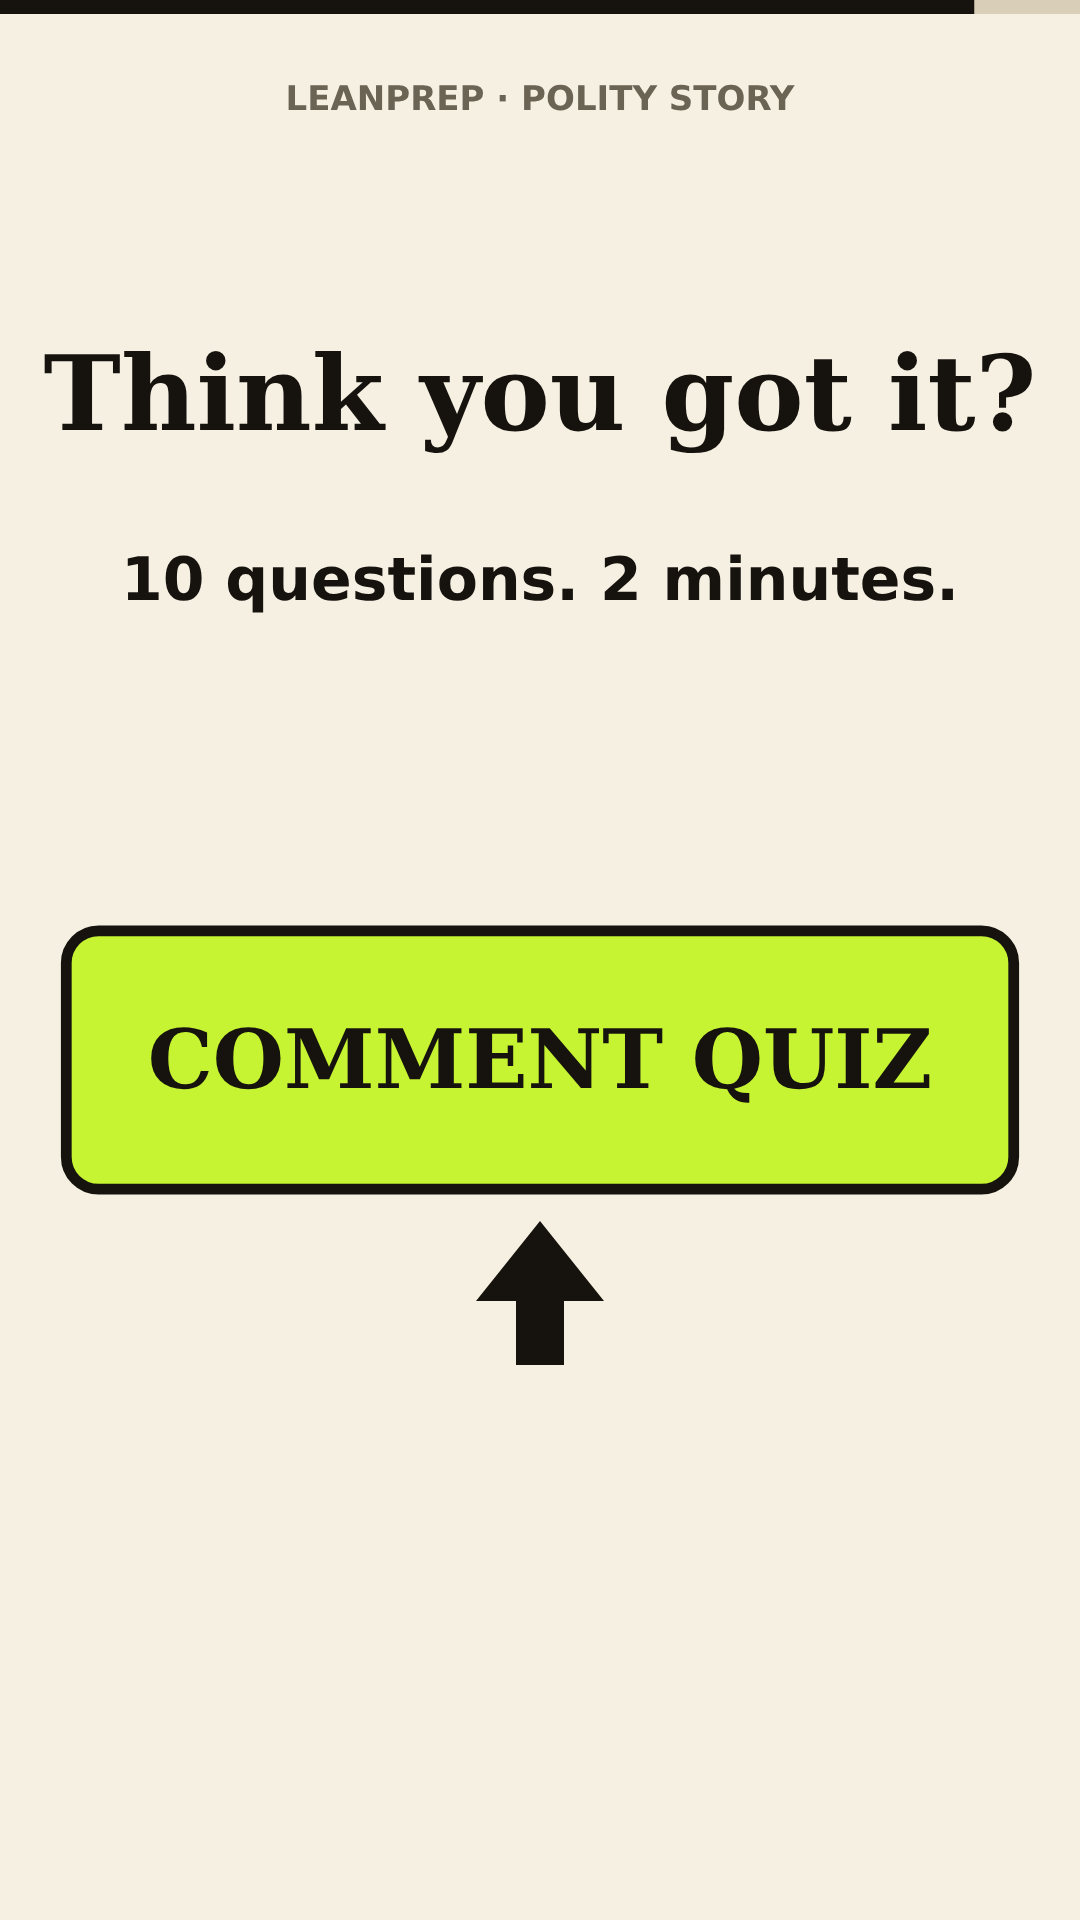 LEANPREP · POLITY STORY
Think you got it?
10 questions. 2 minutes.
COMMENT QUIZ